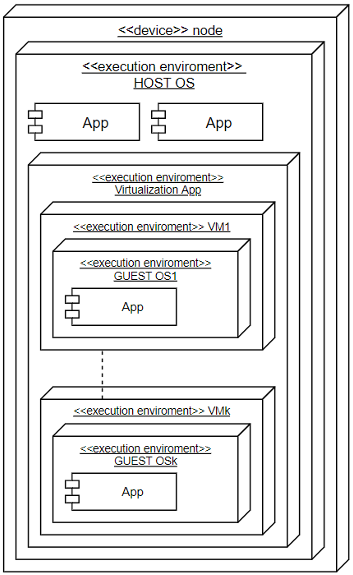 <<device>> node
<<execution enviroment>>
HOST OS
App
App
<<execution enviroment>>
Virtualization App
<<execution enviroment>> VM1
<<execution enviroment>>
GUEST OS1
App
<<execution enviroment>> VMk
<<execution enviroment>>
GUEST OSk
App